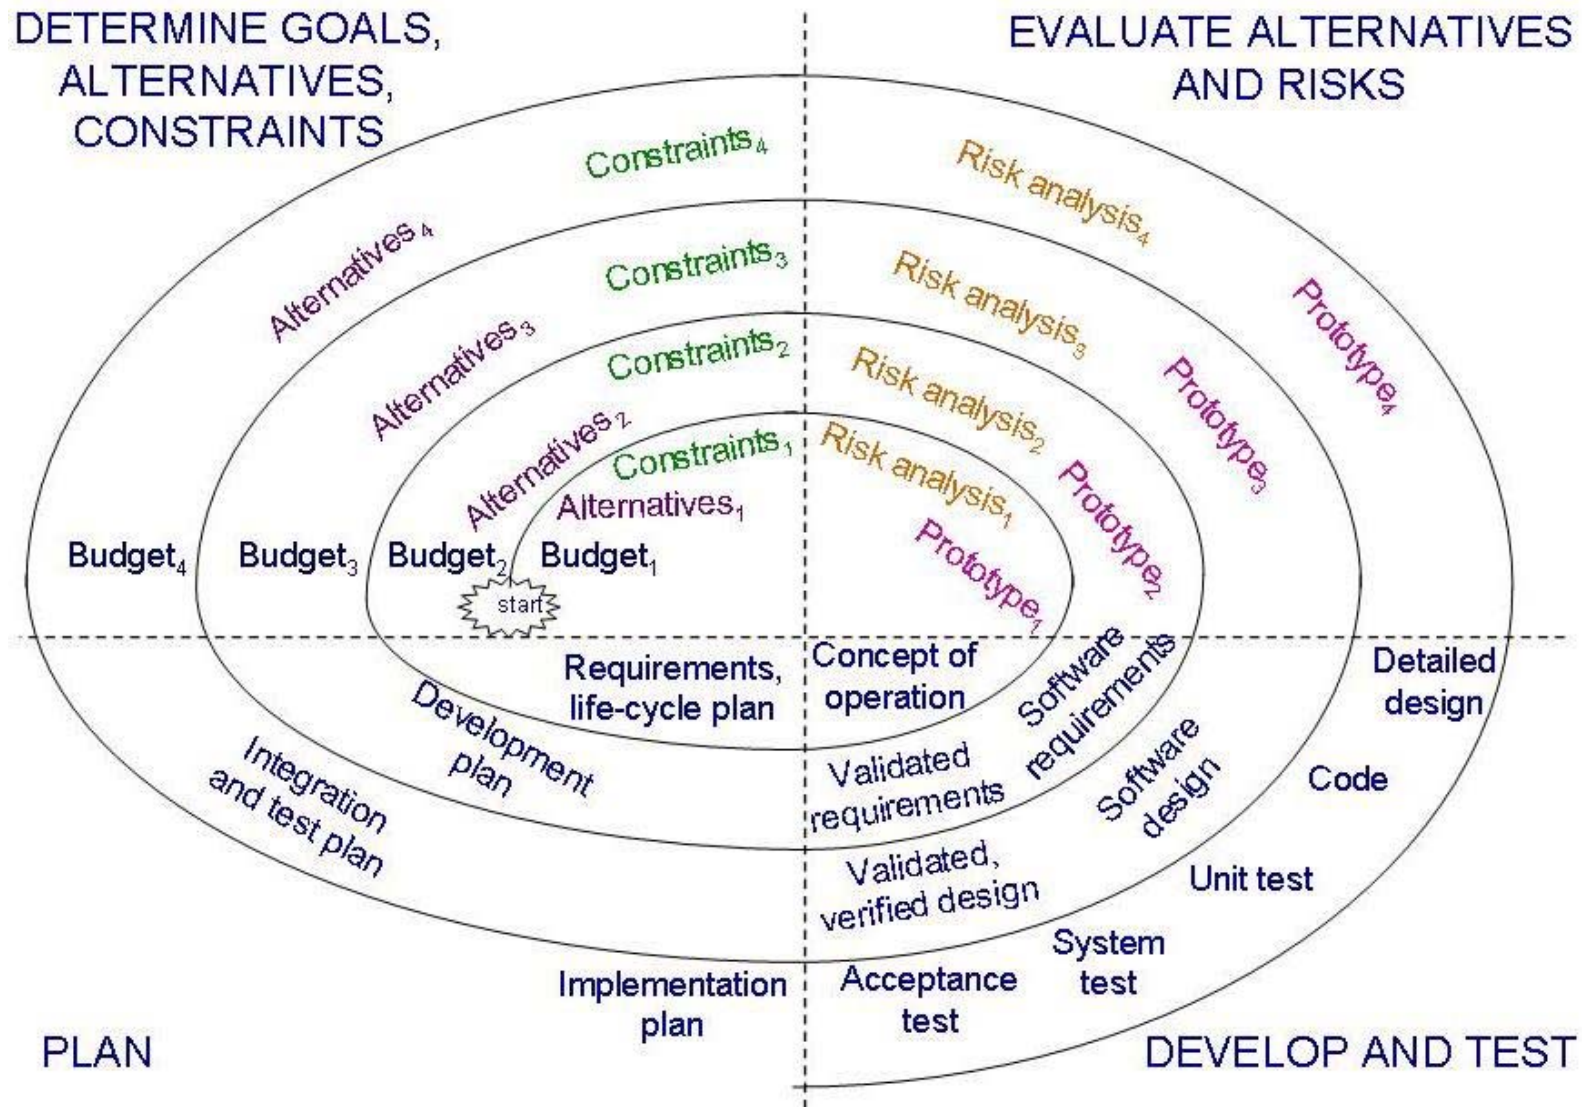 DETERMINE GOALS,
ALTERNATIVES,
CONSTRAINTS
EVALUATE ALTERNATIVES
AND RISKS
Constraints₄
Alternatives₄
Constraints₃
Alternatives₃
Constraints₂
Alternatives₂
Constraints₁
Alternatives₁
Budget₄
Budget₃
Budget₂
Budget₁
start
Risk analysis₄
Risk analysis₃
Risk analysis₂
Risk analysis₁
Prototype₄
Prototype₃
Prototype₂
Prototype₁
Requirements,
life-cycle plan
Development
plan
Integration
and test plan
Implementation
plan
PLAN
Concept of
operation
Software
requirements
Validated
requirements
Software
design
Validated,
verified design
Detailed
design
Code
Unit test
System
test
Acceptance
test
DEVELOP AND TEST